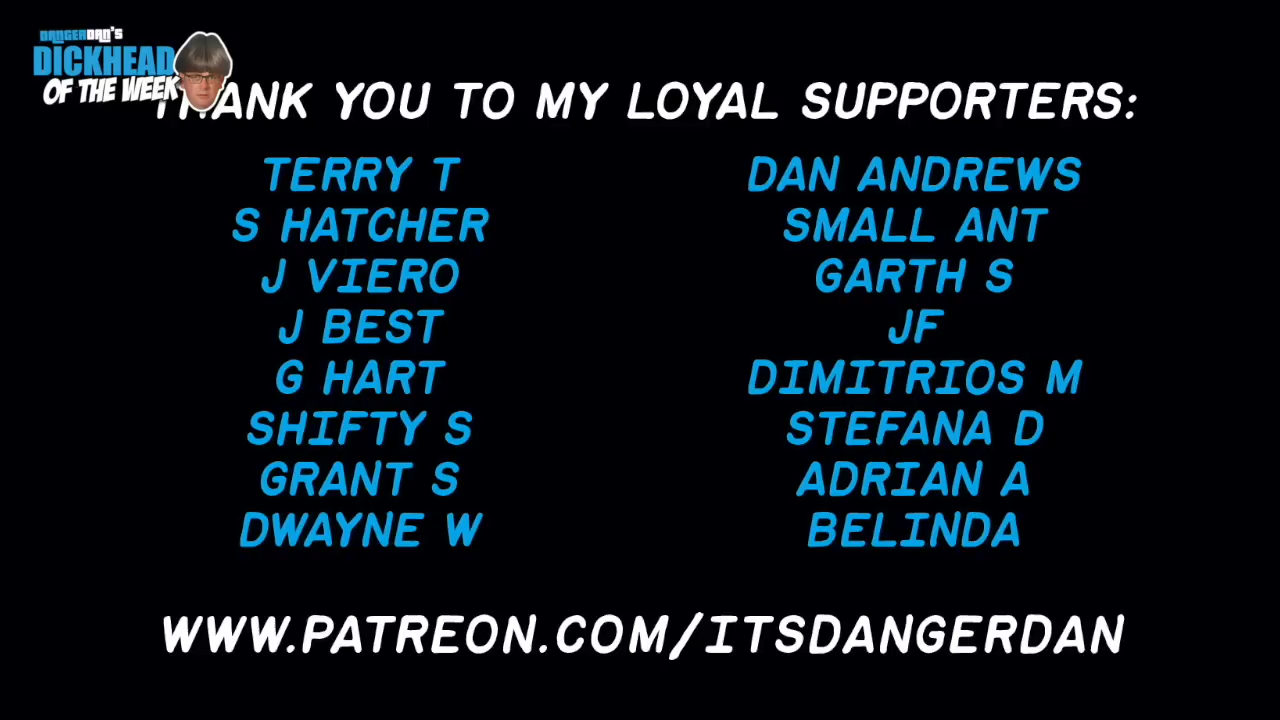 DANGERDAN'S
DICKHEAD
OF THE WEEK
THANK YOU TO MY LOYAL SUPPORTERS:
TERRY T
S HATCHER
J VIERO
J BEST
G HART
SHIFTY S
GRANT S
DWAYNE W
DAN ANDREWS
SMALL ANT
GARTH S
JF
DIMITRIOS M
STEFANA D
ADRIAN A
BELINDA
WWW.PATREON.COM/ITSDANGERDAN